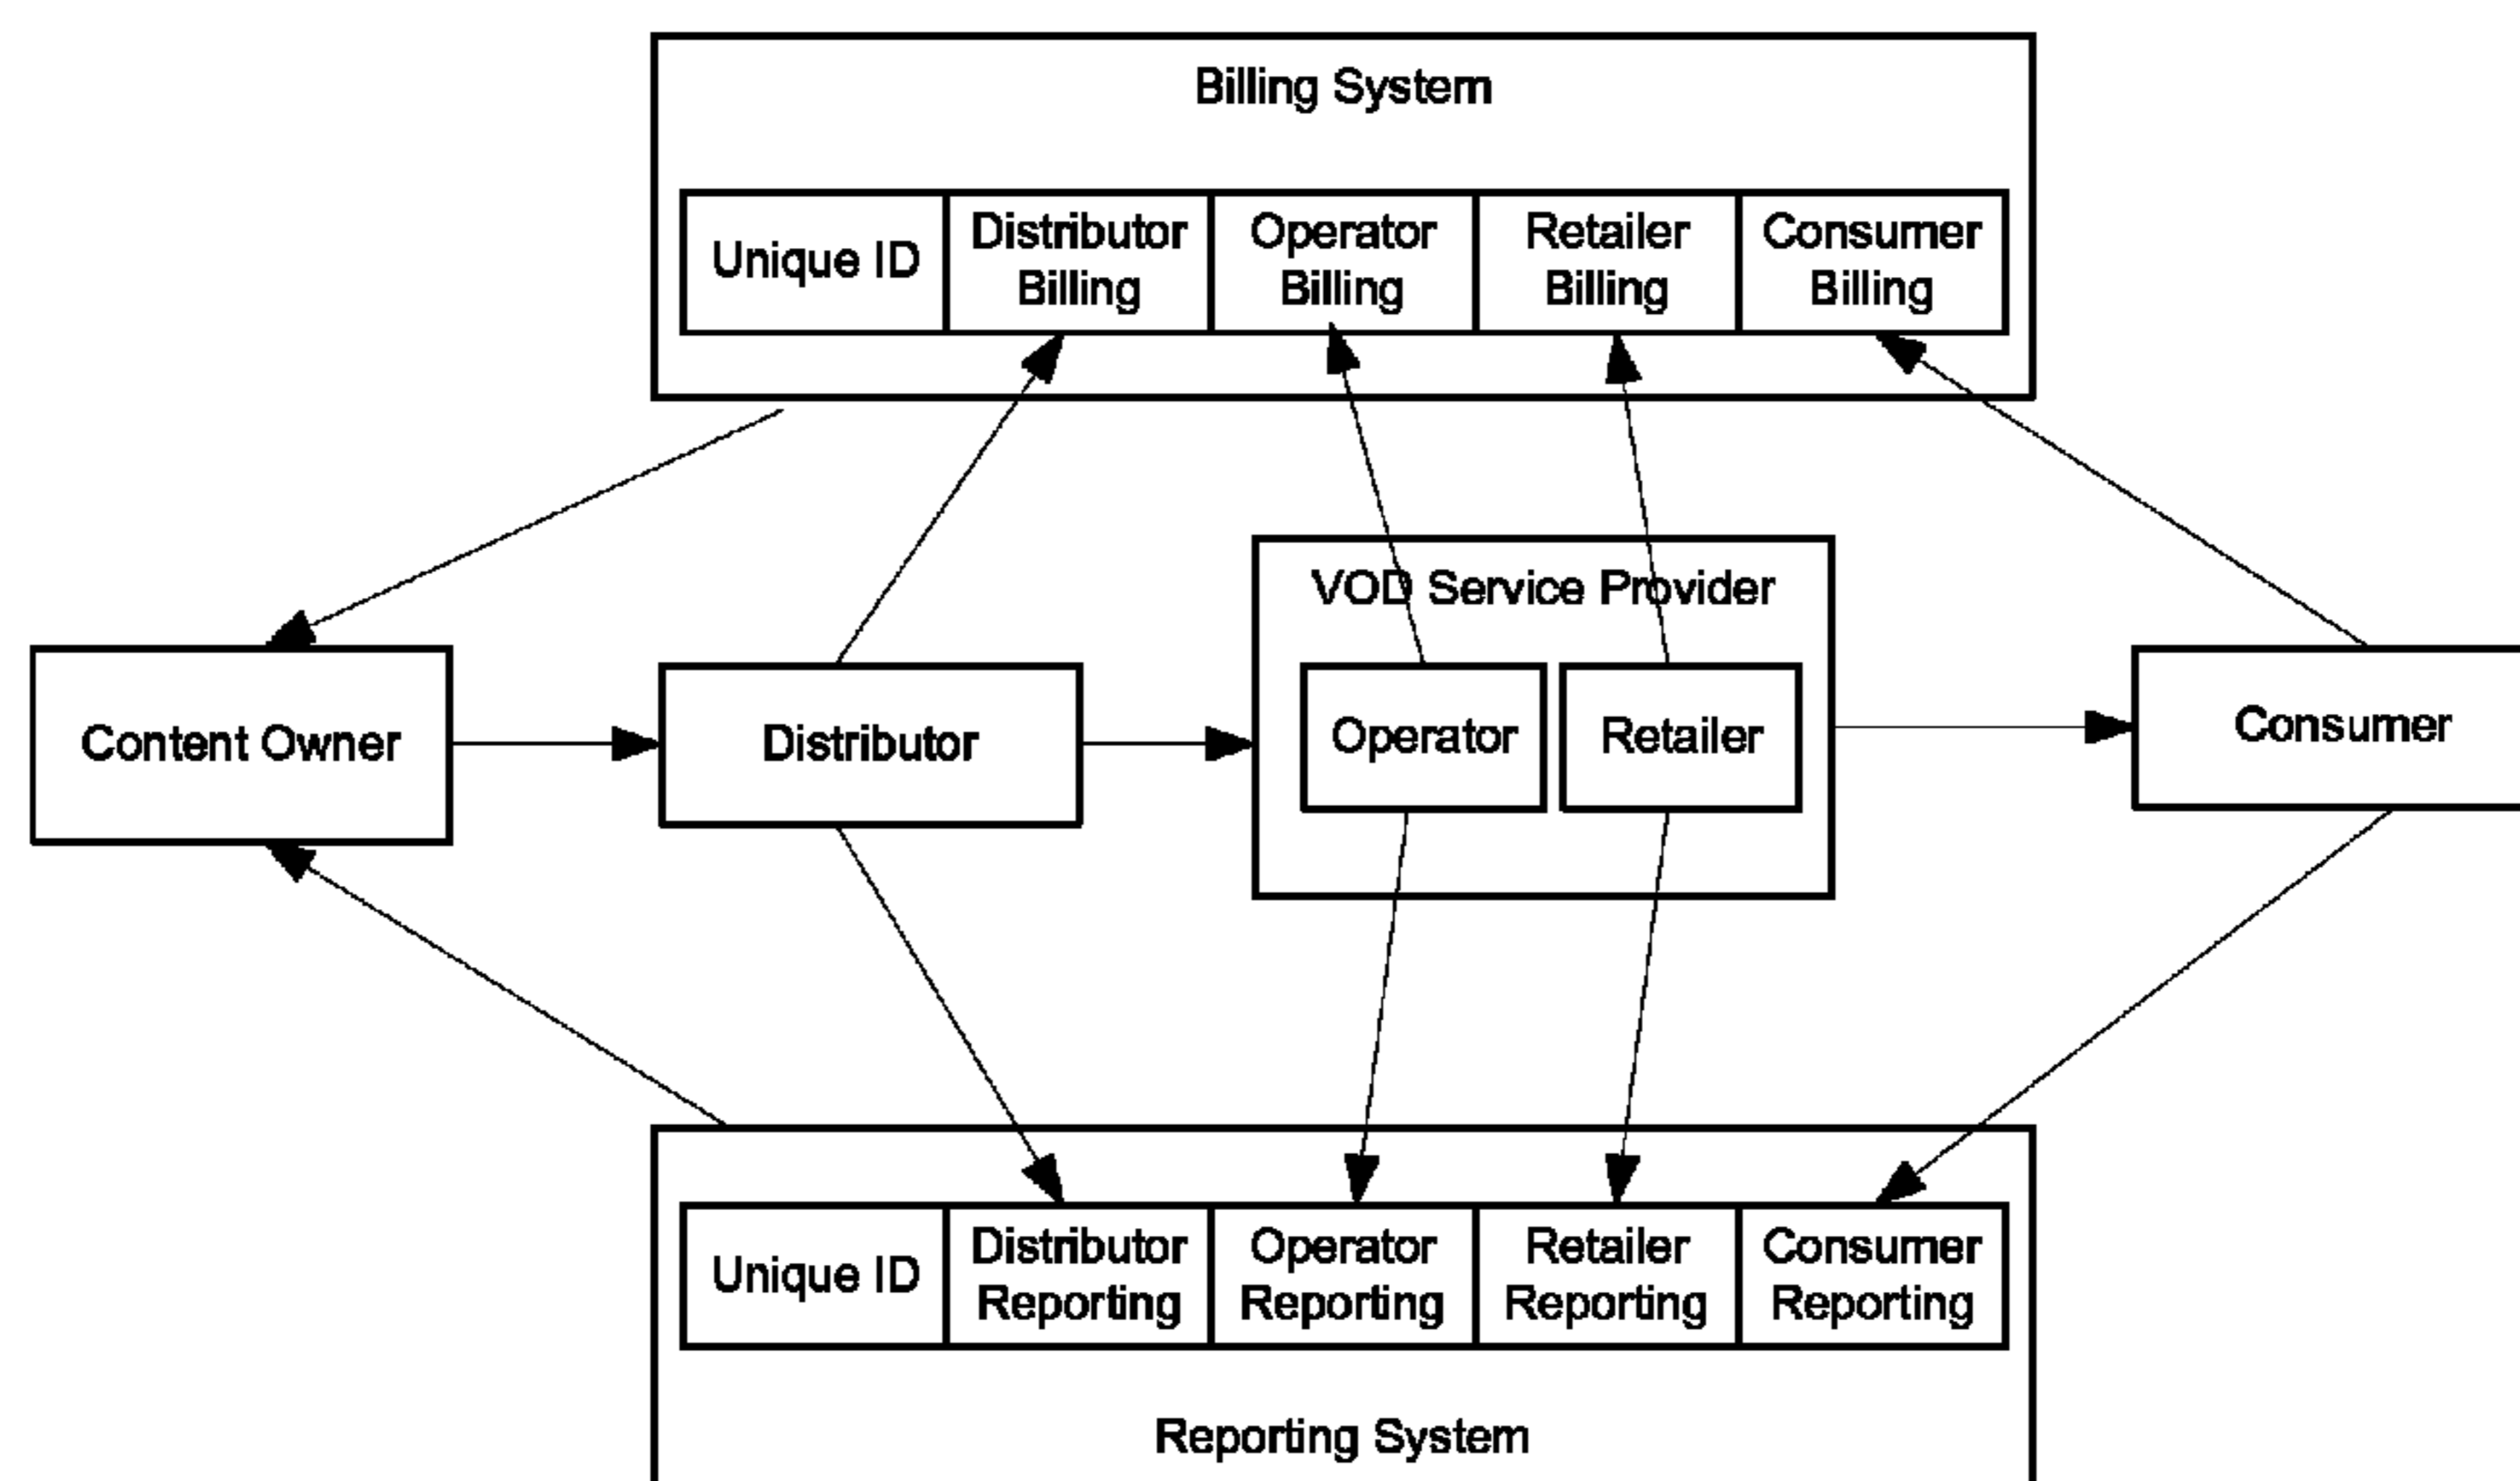 Billing System
Unique ID
Distributor
Billing
Operator
Billing
Retailer
Billing
Consumer
Billing
VOD Service Provider
Content Owner
Distributor
Operator
Retailer
Consumer
Unique ID
Distributor
Reporting
Operator
Reporting
Retailer
Reporting
Consumer
Reporting
Reporting System